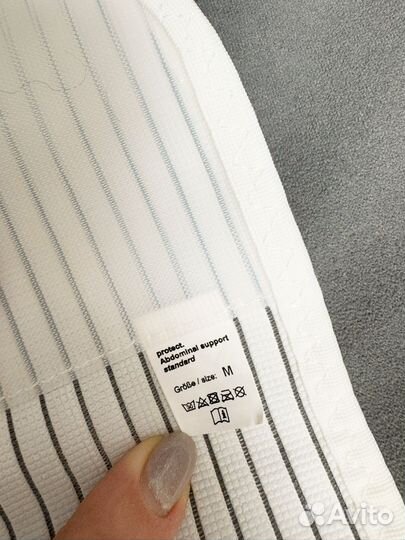 protect.
Abdominal support
standard
Größe / size: M
Avito